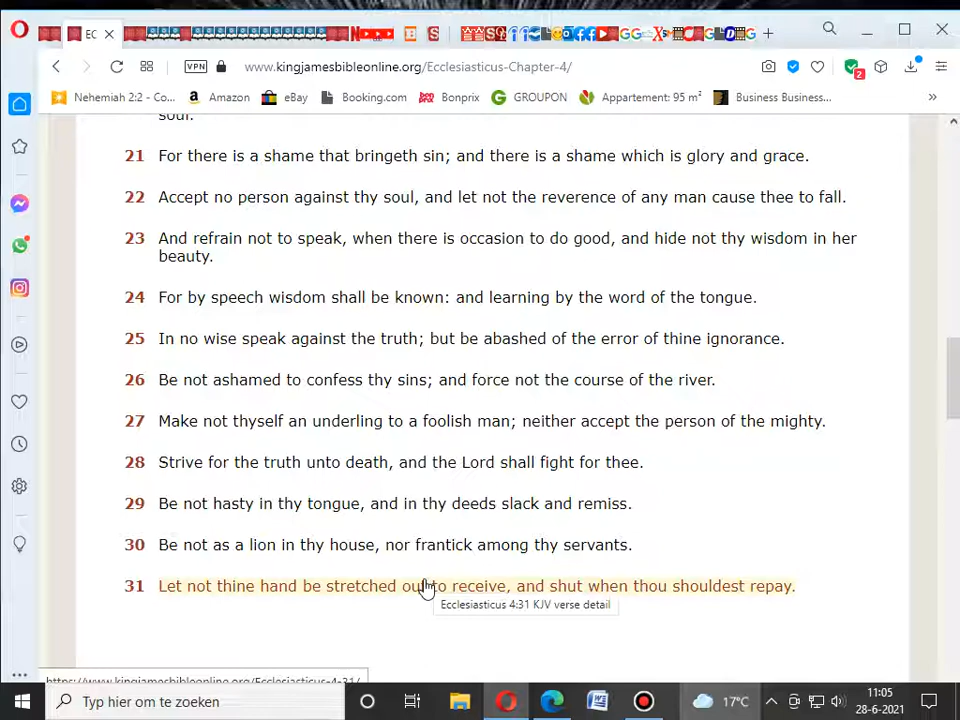 EC
VPN
www.kingjamesbibleonline.org/Ecclesiasticus-Chapter-4/
2
Nehemiah 2:2 - Co...
Amazon
eBay
Booking.com
Bonprix
GROUPON
Appartement: 95 m²
Business Business...
»
soul.
21 For there is a shame that bringeth sin; and there is a shame which is glory and grace.
22 Accept no person against thy soul, and let not the reverence of any man cause thee to fall.
23 And refrain not to speak, when there is occasion to do good, and hide not thy wisdom in her
beauty.
24 For by speech wisdom shall be known: and learning by the word of the tongue.
25 In no wise speak against the truth; but be abashed of the error of thine ignorance.
26 Be not ashamed to confess thy sins; and force not the course of the river.
27 Make not thyself an underling to a foolish man; neither accept the person of the mighty.
28 Strive for the truth unto death, and the Lord shall fight for thee.
29 Be not hasty in thy tongue, and in thy deeds slack and remiss.
30 Be not as a lion in thy house, nor frantick among thy servants.
31 Let not thine hand be stretched out to receive, and shut when thou shouldest repay.
Ecclesiasticus 4:31 KJV verse detail
https://www.kingjamesbibleonline.org/Ecclesiasticus-4-31/
Typ hier om te zoeken
17°C
11:05
28-6-2021